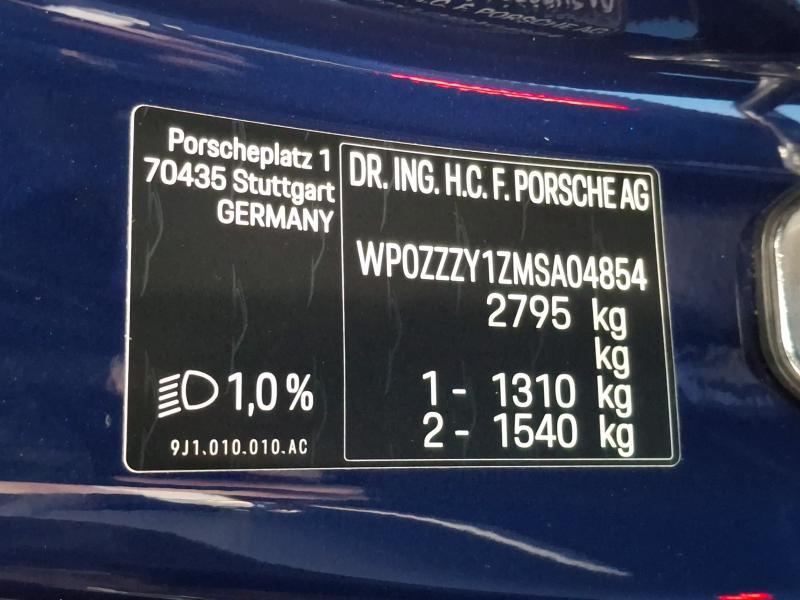 Porscheplatz 1
70435 Stuttgart
GERMANY
1,0 %
9J1.010.010.AC
DR. ING. H.C. F. PORSCHE AG
WP0ZZZY1ZMSA04854
2795 kg
kg
1 - 1310 kg
2 - 1540 kg